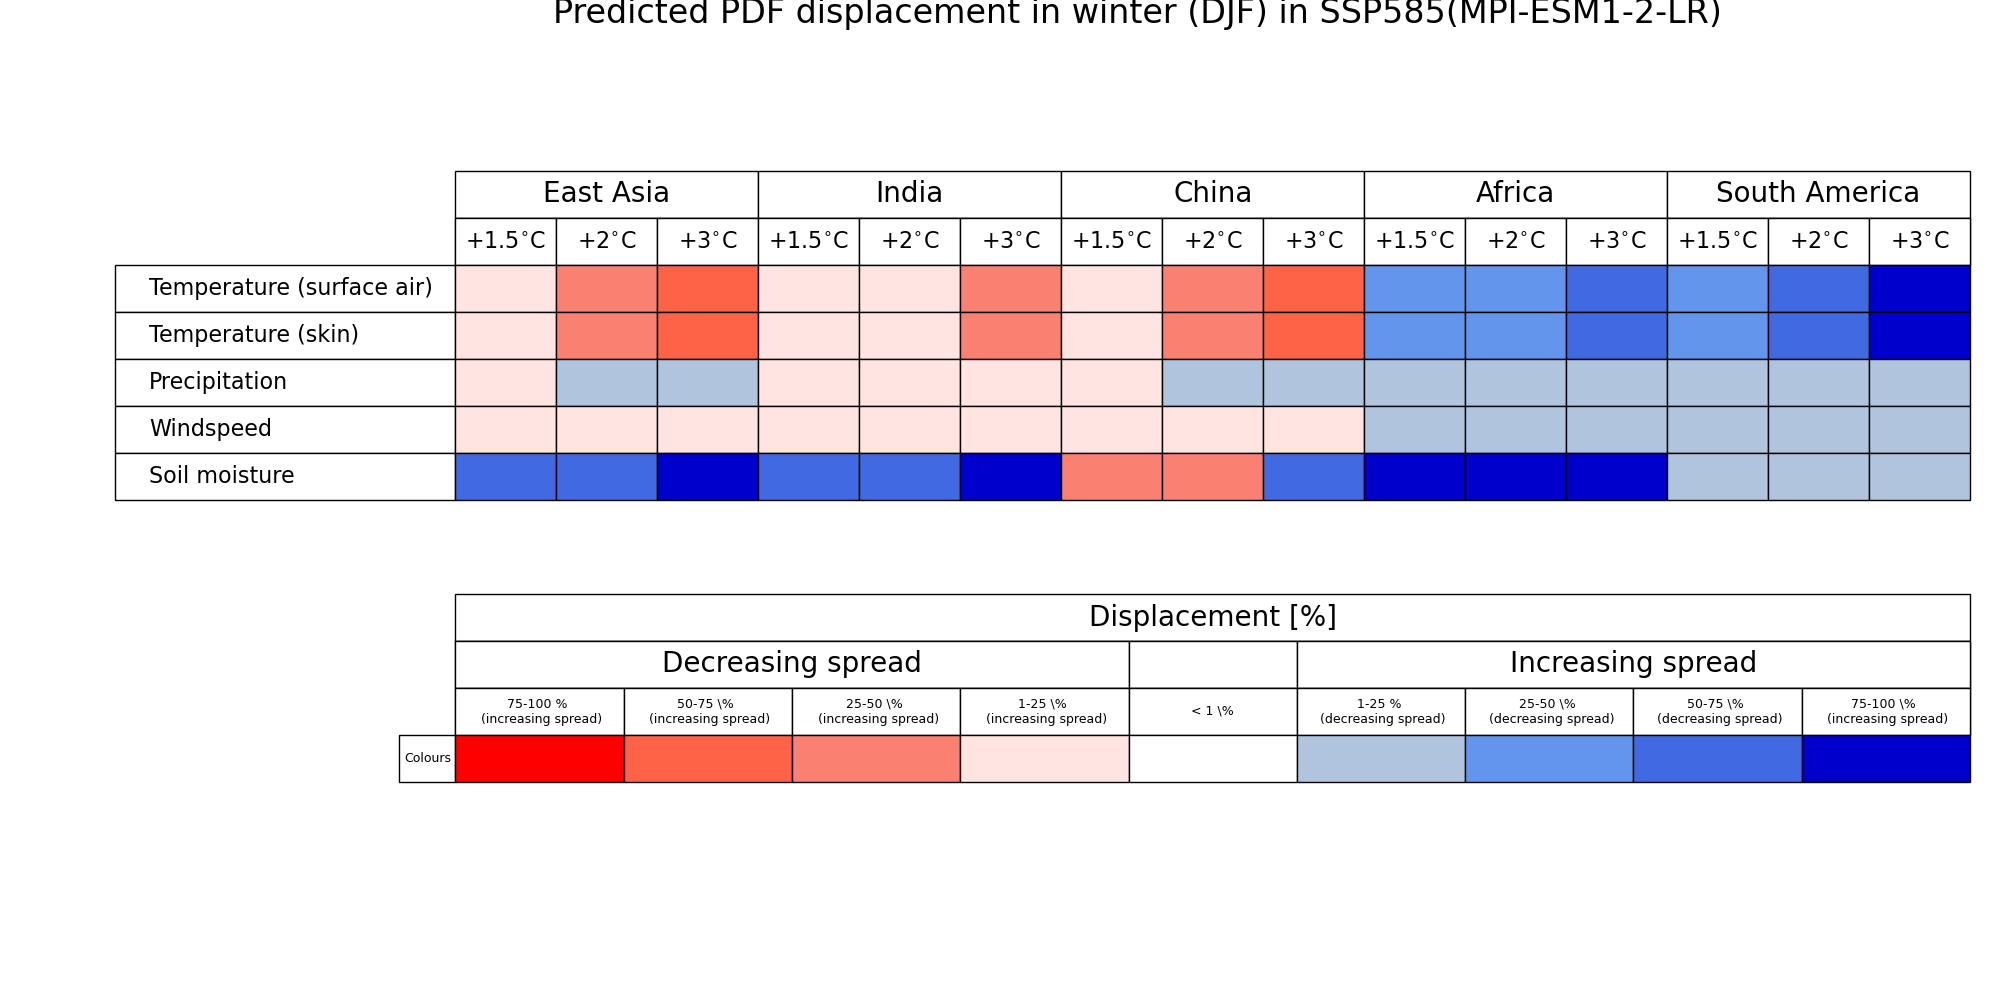 Predicted PDF displacement in winter (DJF) in SSP585(MPI-ESM1-2-LR)
East Asia India China Africa South America
+1.5°C +2°C +3°C +1.5°C +2°C +3°C +1.5°C +2°C +3°C +1.5°C +2°C +3°C +1.5°C +2°C +3°C
Temperature (surface air)
Temperature (skin)
Precipitation
Windspeed
Soil moisture
Displacement [%]
Decreasing spread Increasing spread
75-100 % 50-75 \% 25-50 \% 1-25 \% < 1 \% 1-25 % 25-50 \% 50-75 \% 75-100 \%
(increasing spread) (increasing spread) (increasing spread) (increasing spread) (decreasing spread) (decreasing spread) (decreasing spread) (increasing spread)
Colours